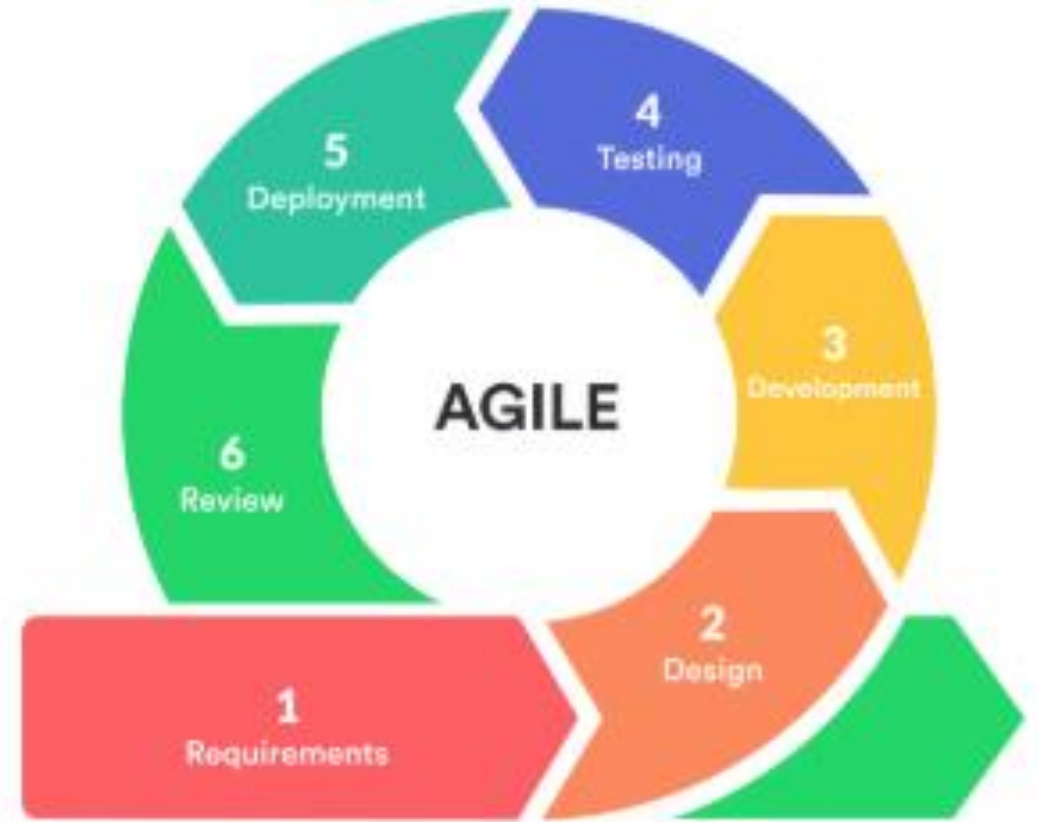 1
Requirements
2
Design
3
Development
4
Testing
5
Deployment
6
Review
AGILE